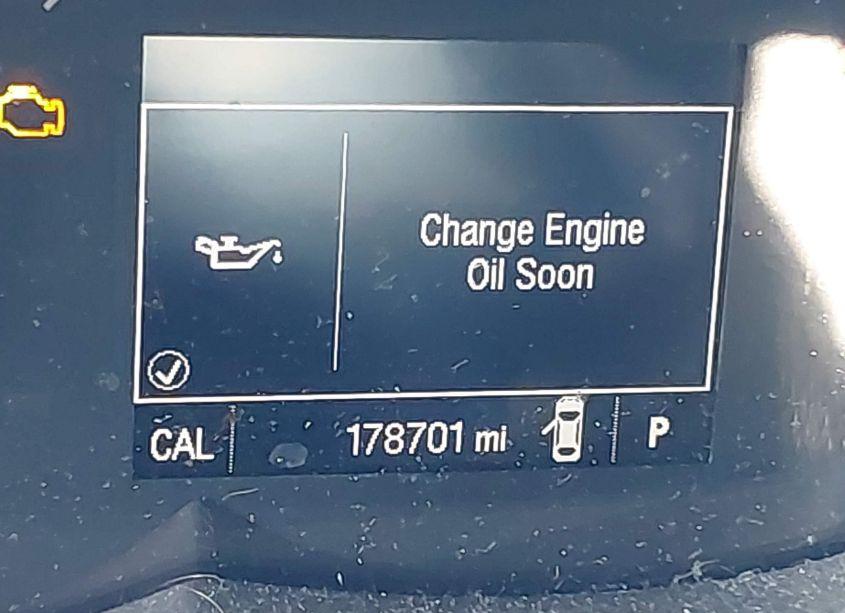 Change Engine
Oil Soon
CAL 178701 mi P